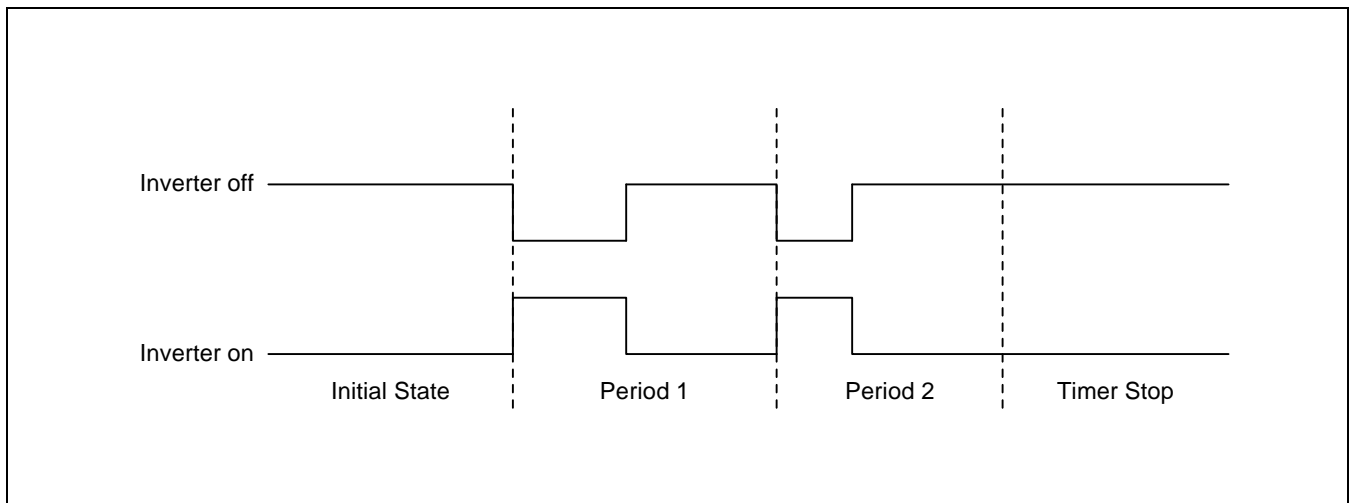 Inverter off
Inverter on
Initial State
Period 1
Period 2
Timer Stop